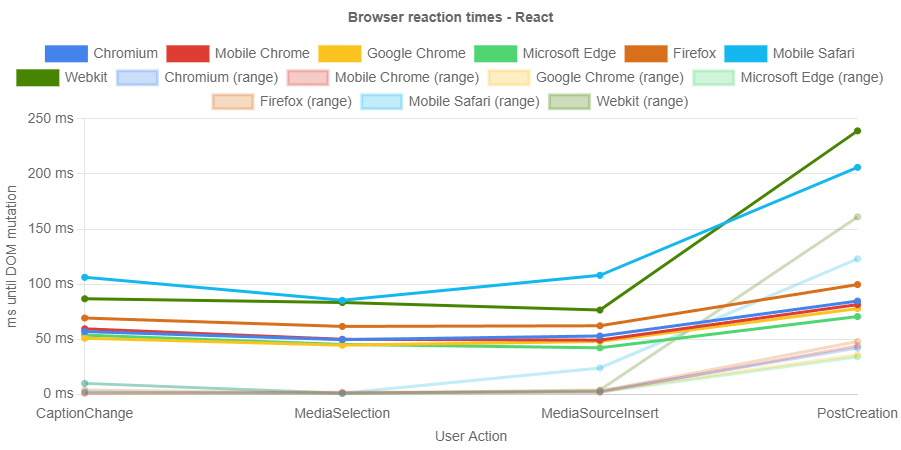 Browser reaction times - React
Chromium Mobile Chrome Google Chrome Microsoft Edge Firefox Mobile Safari
Webkit Chromium (range) Mobile Chrome (range) Google Chrome (range) Microsoft Edge (range)
Firefox (range) Mobile Safari (range) Webkit (range)
250 ms
200 ms
150 ms
100 ms
50 ms
0 ms
ms until DOM mutation
CaptionChange MediaSelection MediaSourceInsert PostCreation
User Action